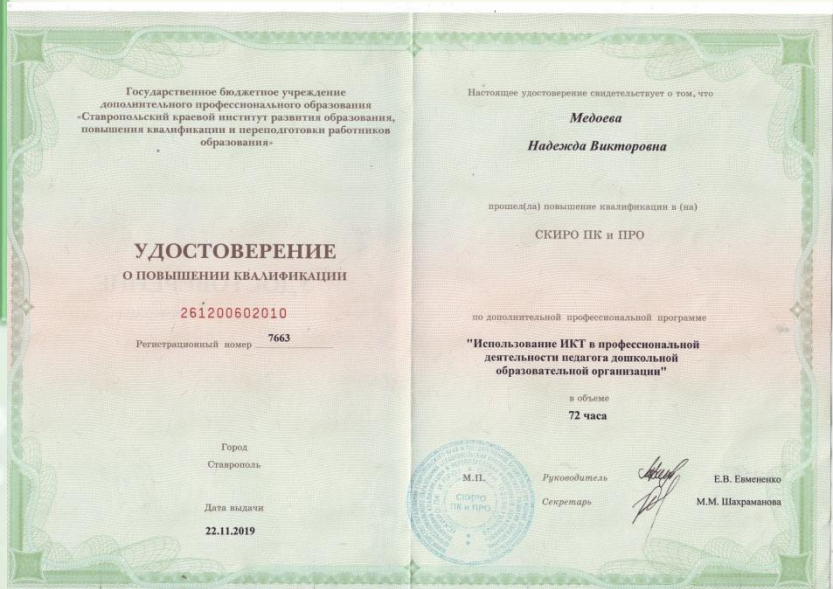 Государственное бюджетное учреждение
дополнительного профессионального образования
«Ставропольский краевой институт развития образования,
повышения квалификации и переподготовки работников
образования»
УДОСТОВЕРЕНИЕ
О ПОВЫШЕНИИ КВАЛИФИКАЦИИ
261200602010
Регистрационный номер 7663
Город
Ставрополь
Дата выдачи
22.11.2019
Настоящее удостоверение свидетельствует о том, что
Медоева
Надежда Викторовна
прошел(ла) повышение квалификации в (на)
СКИРО ПК и ПРО
по дополнительной профессиональной программе
"Использование ИКТ в профессиональной
деятельности педагога дошкольной
образовательной организации"
в объеме
72 часа
М.П.
СКИРО
ПК и ПРО
Руководитель Е.В. Евмененко
Секретарь М.М. Шахраманова